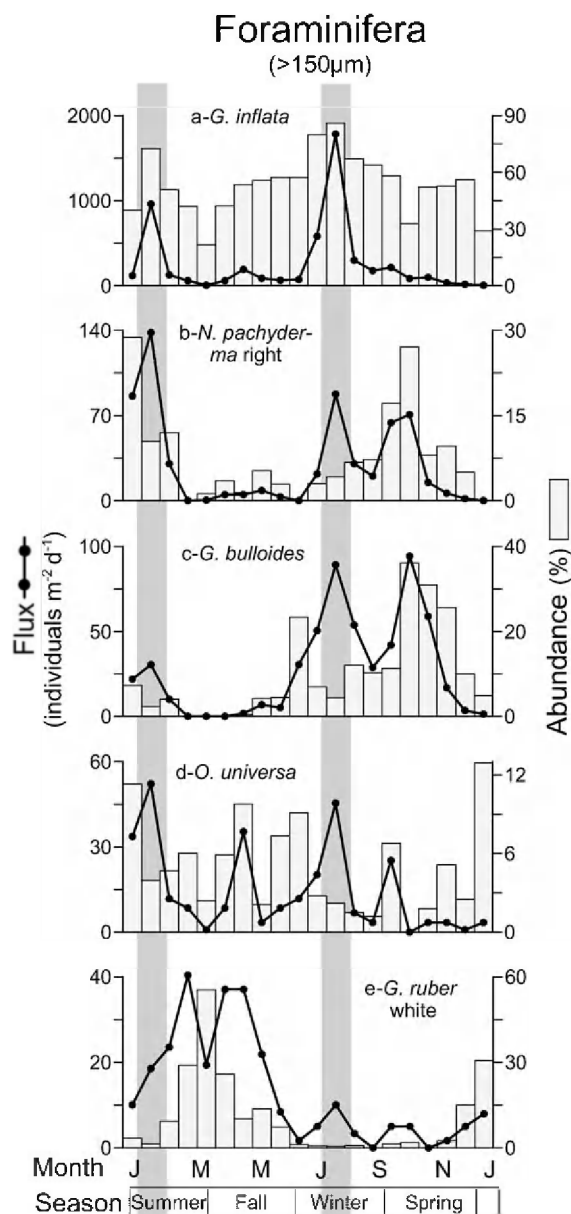 Foraminifera
(>150µm)
2000
1000
0
a-G. inflata
90
60
30
0
140
70
0
b-N. pachyder-
ma right
30
15
0
100
50
0
c-G. bulloides
40
20
0
60
30
0
d-O. universa
12
6
0
40
20
0
e-G. ruber
white
60
30
0
Flux
(individuals m⁻² d⁻¹)
Abundance (%)
Month J M M J S N J
Season Summer Fall Winter Spring